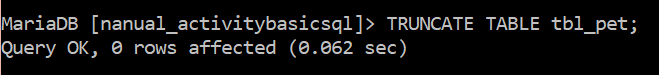 MariaDB [nanual_activitybasicsql]> TRUNCATE TABLE tbl_pet;
Query OK, 0 rows affected (0.062 sec)